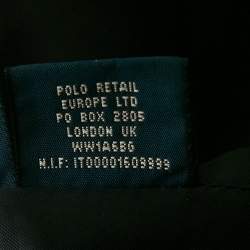 POLO RETAIL
EUROPE LTD
PO BOX 2805
LONDON UK
WW1A6BG
N.I.F: IT00001609999